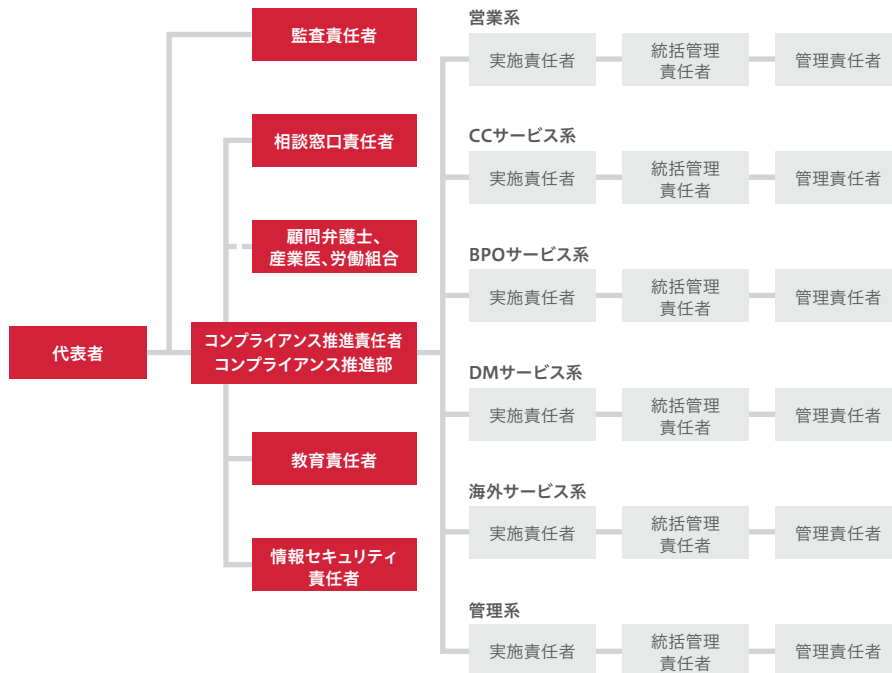 監査責任者
相談窓口責任者
顧問弁護士、
産業医、労働組合
代表者
コンプライアンス推進責任者
コンプライアンス推進部
教育責任者
情報セキュリティ
責任者
営業系
実施責任者
統括管理
責任者
管理責任者
CCサービス系
実施責任者
統括管理
責任者
管理責任者
BPOサービス系
実施責任者
統括管理
責任者
管理責任者
DMサービス系
実施責任者
統括管理
責任者
管理責任者
海外サービス系
実施責任者
統括管理
責任者
管理責任者
管理系
実施責任者
統括管理
責任者
管理責任者